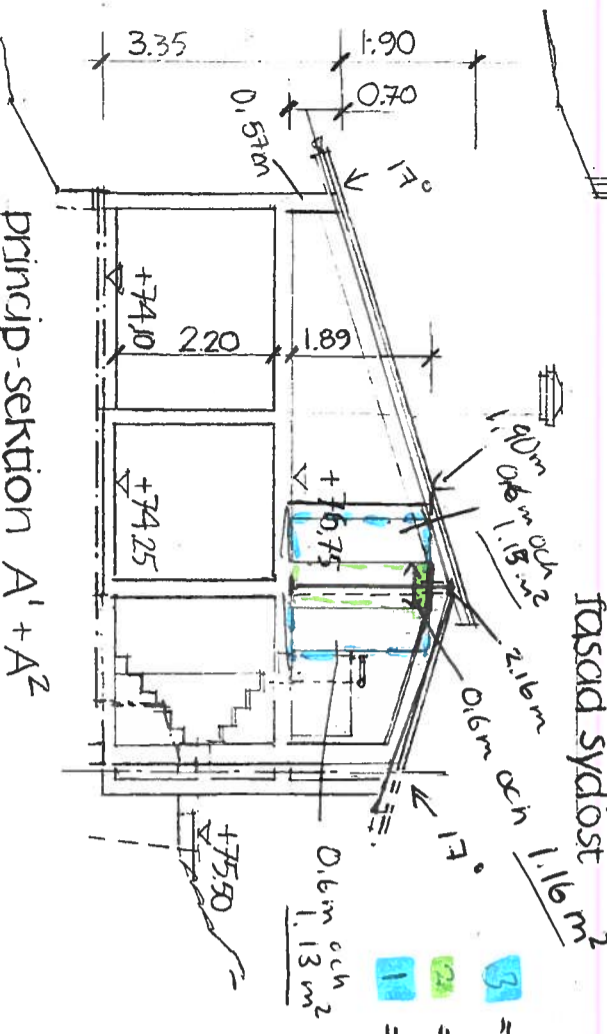 3.35
1.90
0.70
0,57m
17°
+74,10
2.20
1.89
+74.25
+76,75
1,90m
0,6m och
1.13 m²
2,16m
0,6m och 1.16 m²
17°
+75.50
0.6m och
1.13 m²
princip-sektion A¹ + A²
fasad sydost
3 =
2 =
1 =